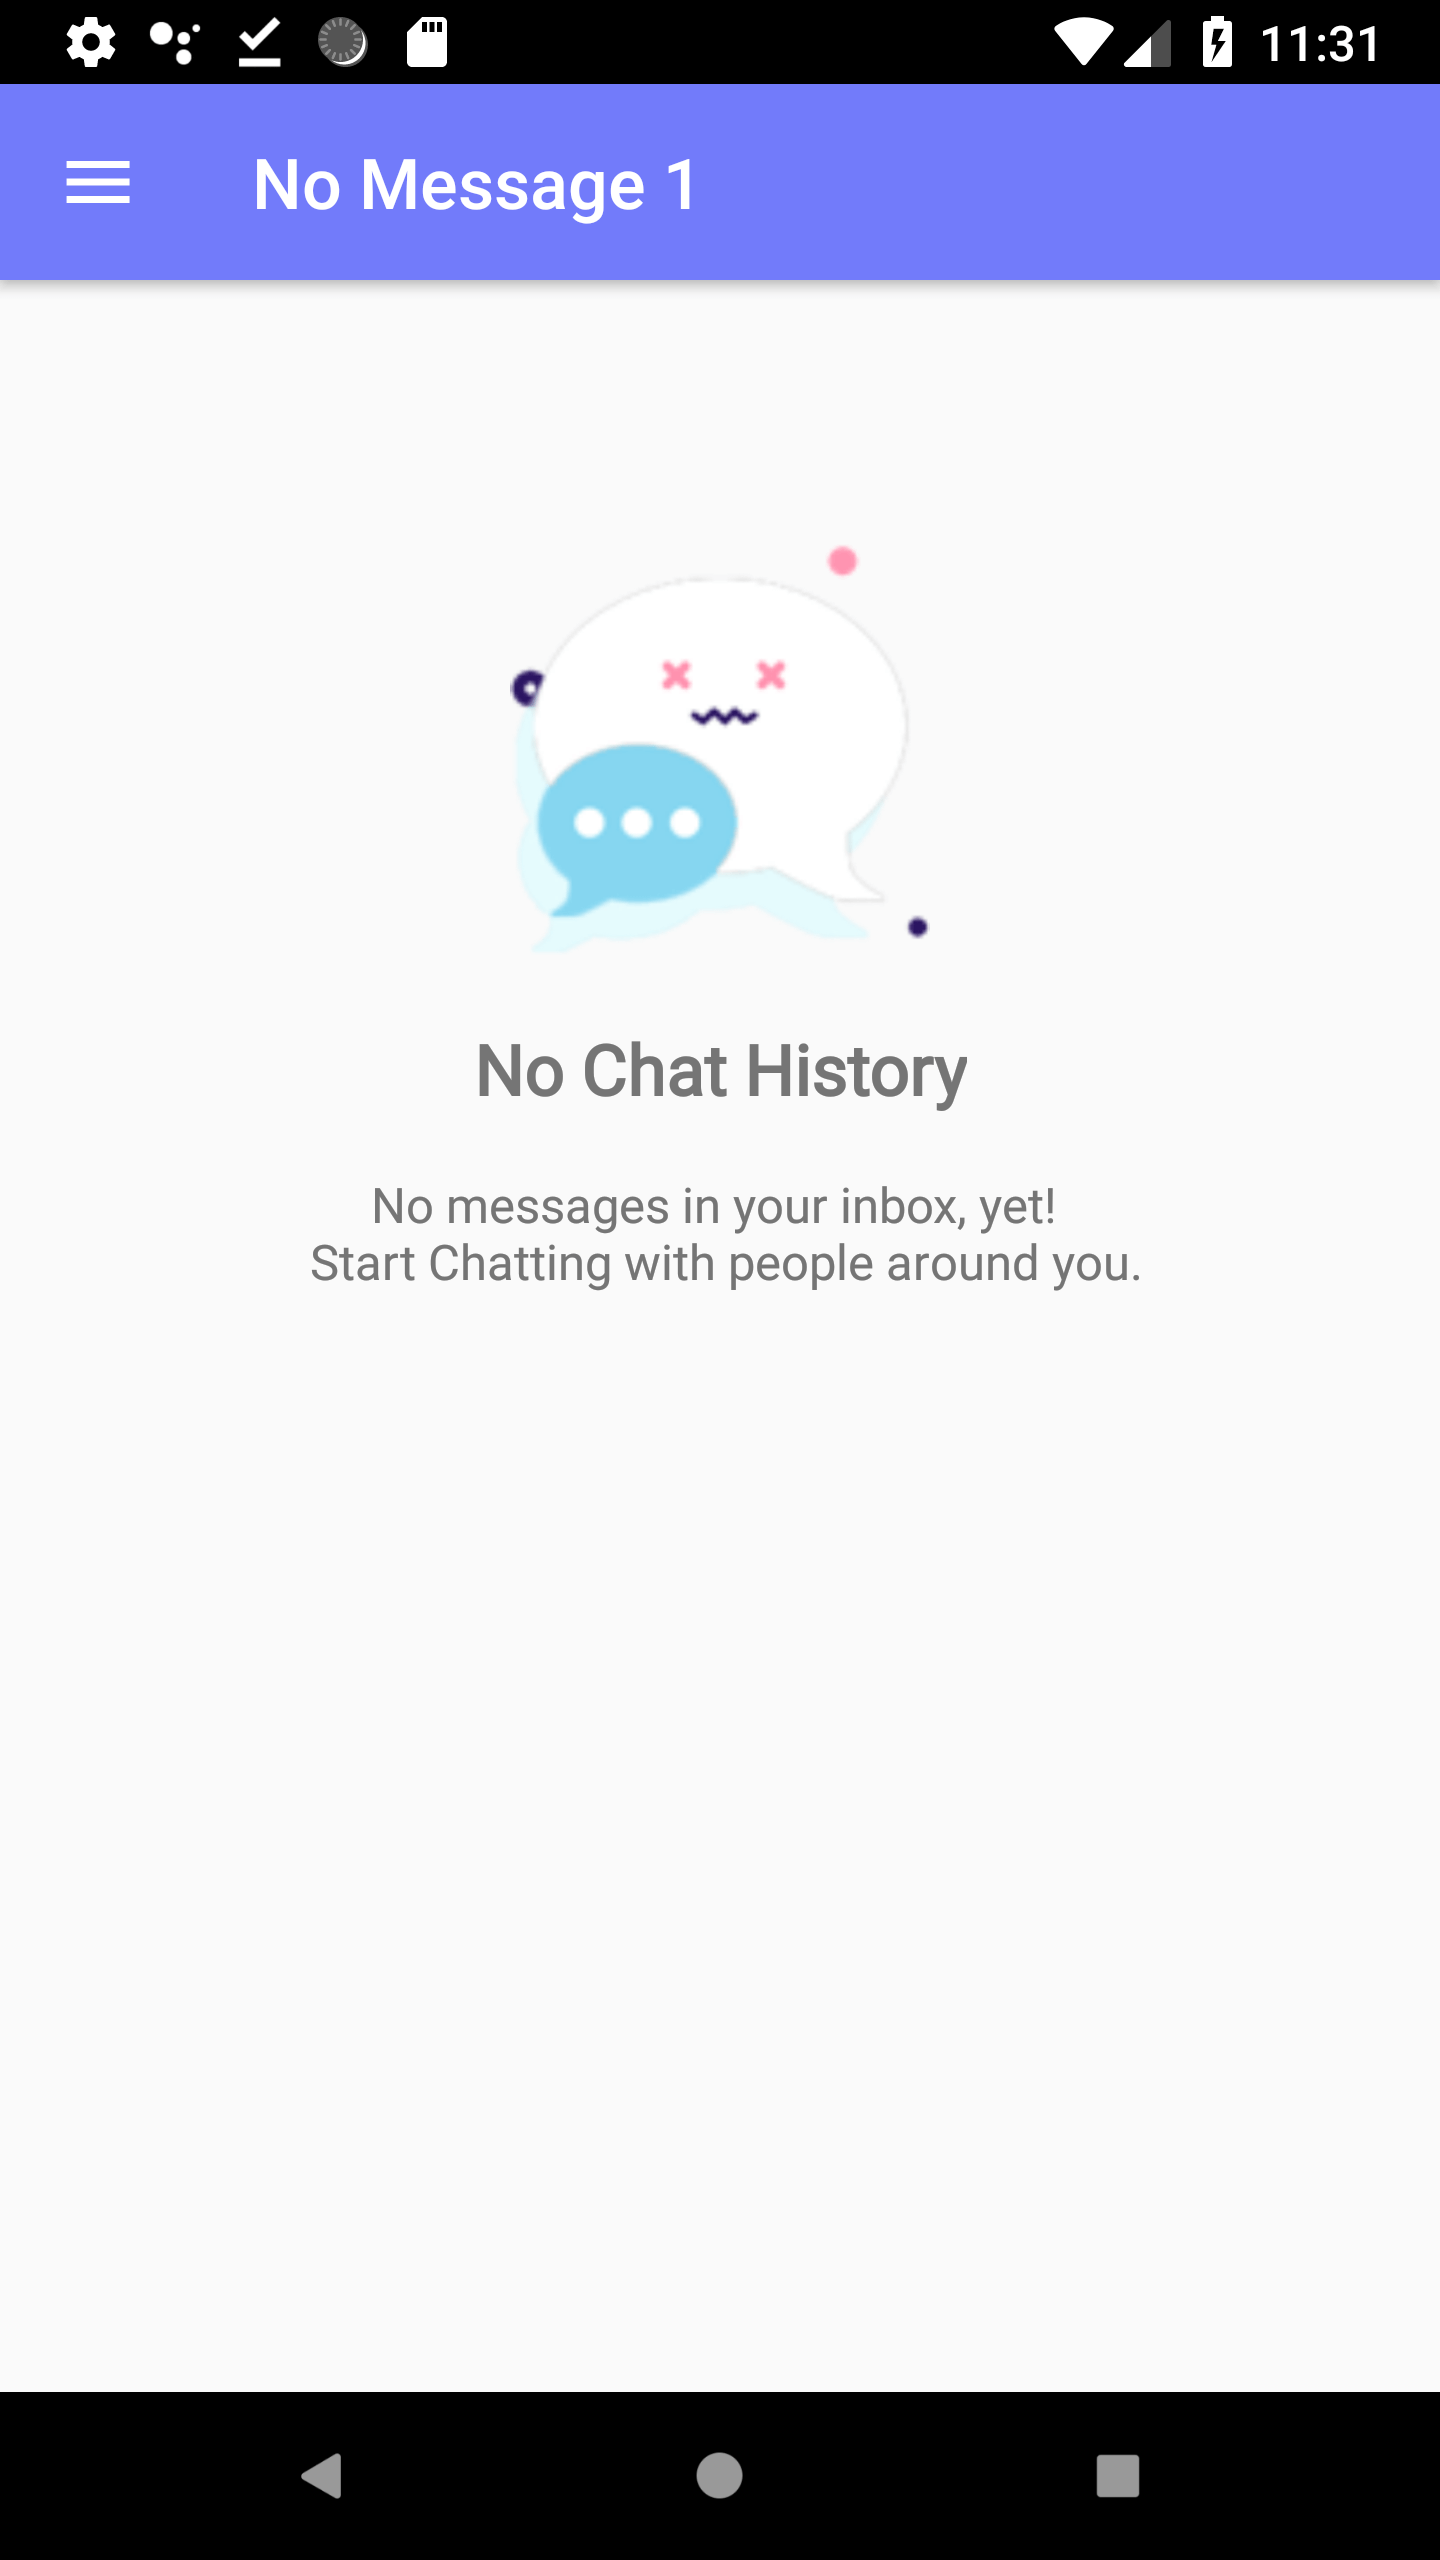 11:31
No Message 1
No Chat History
No messages in your inbox, yet!
Start Chatting with people around you.